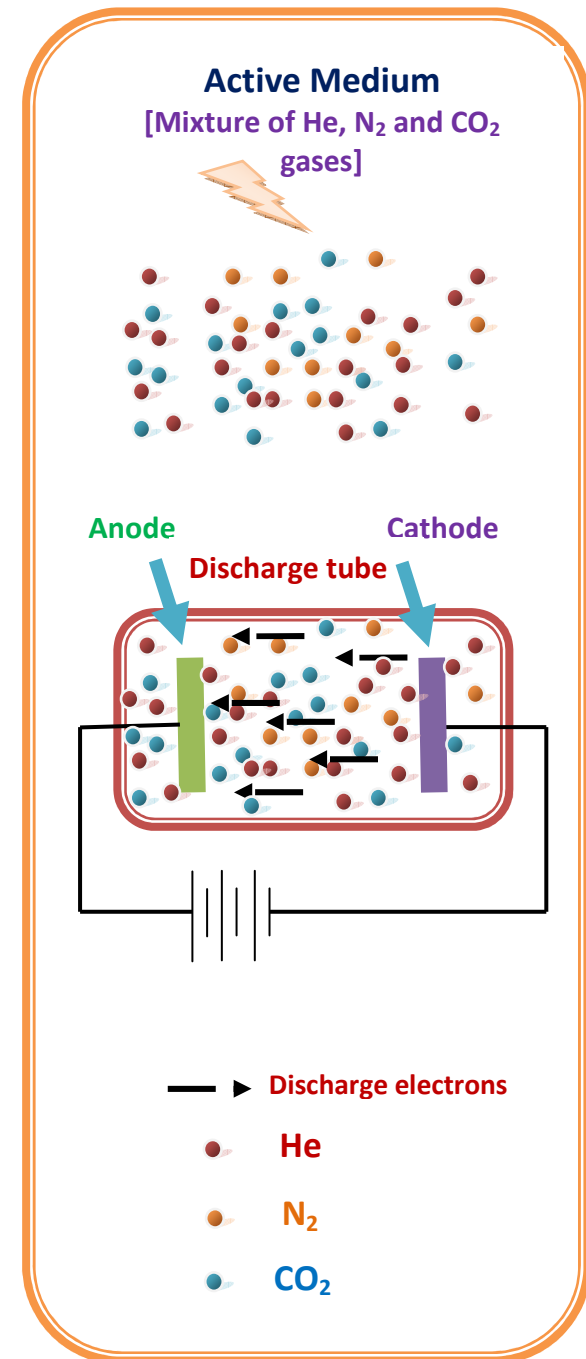 Active Medium
[Mixture of He, N₂ and CO₂
gases]
Anode
Cathode
Discharge tube
Discharge electrons
He
N₂
CO₂